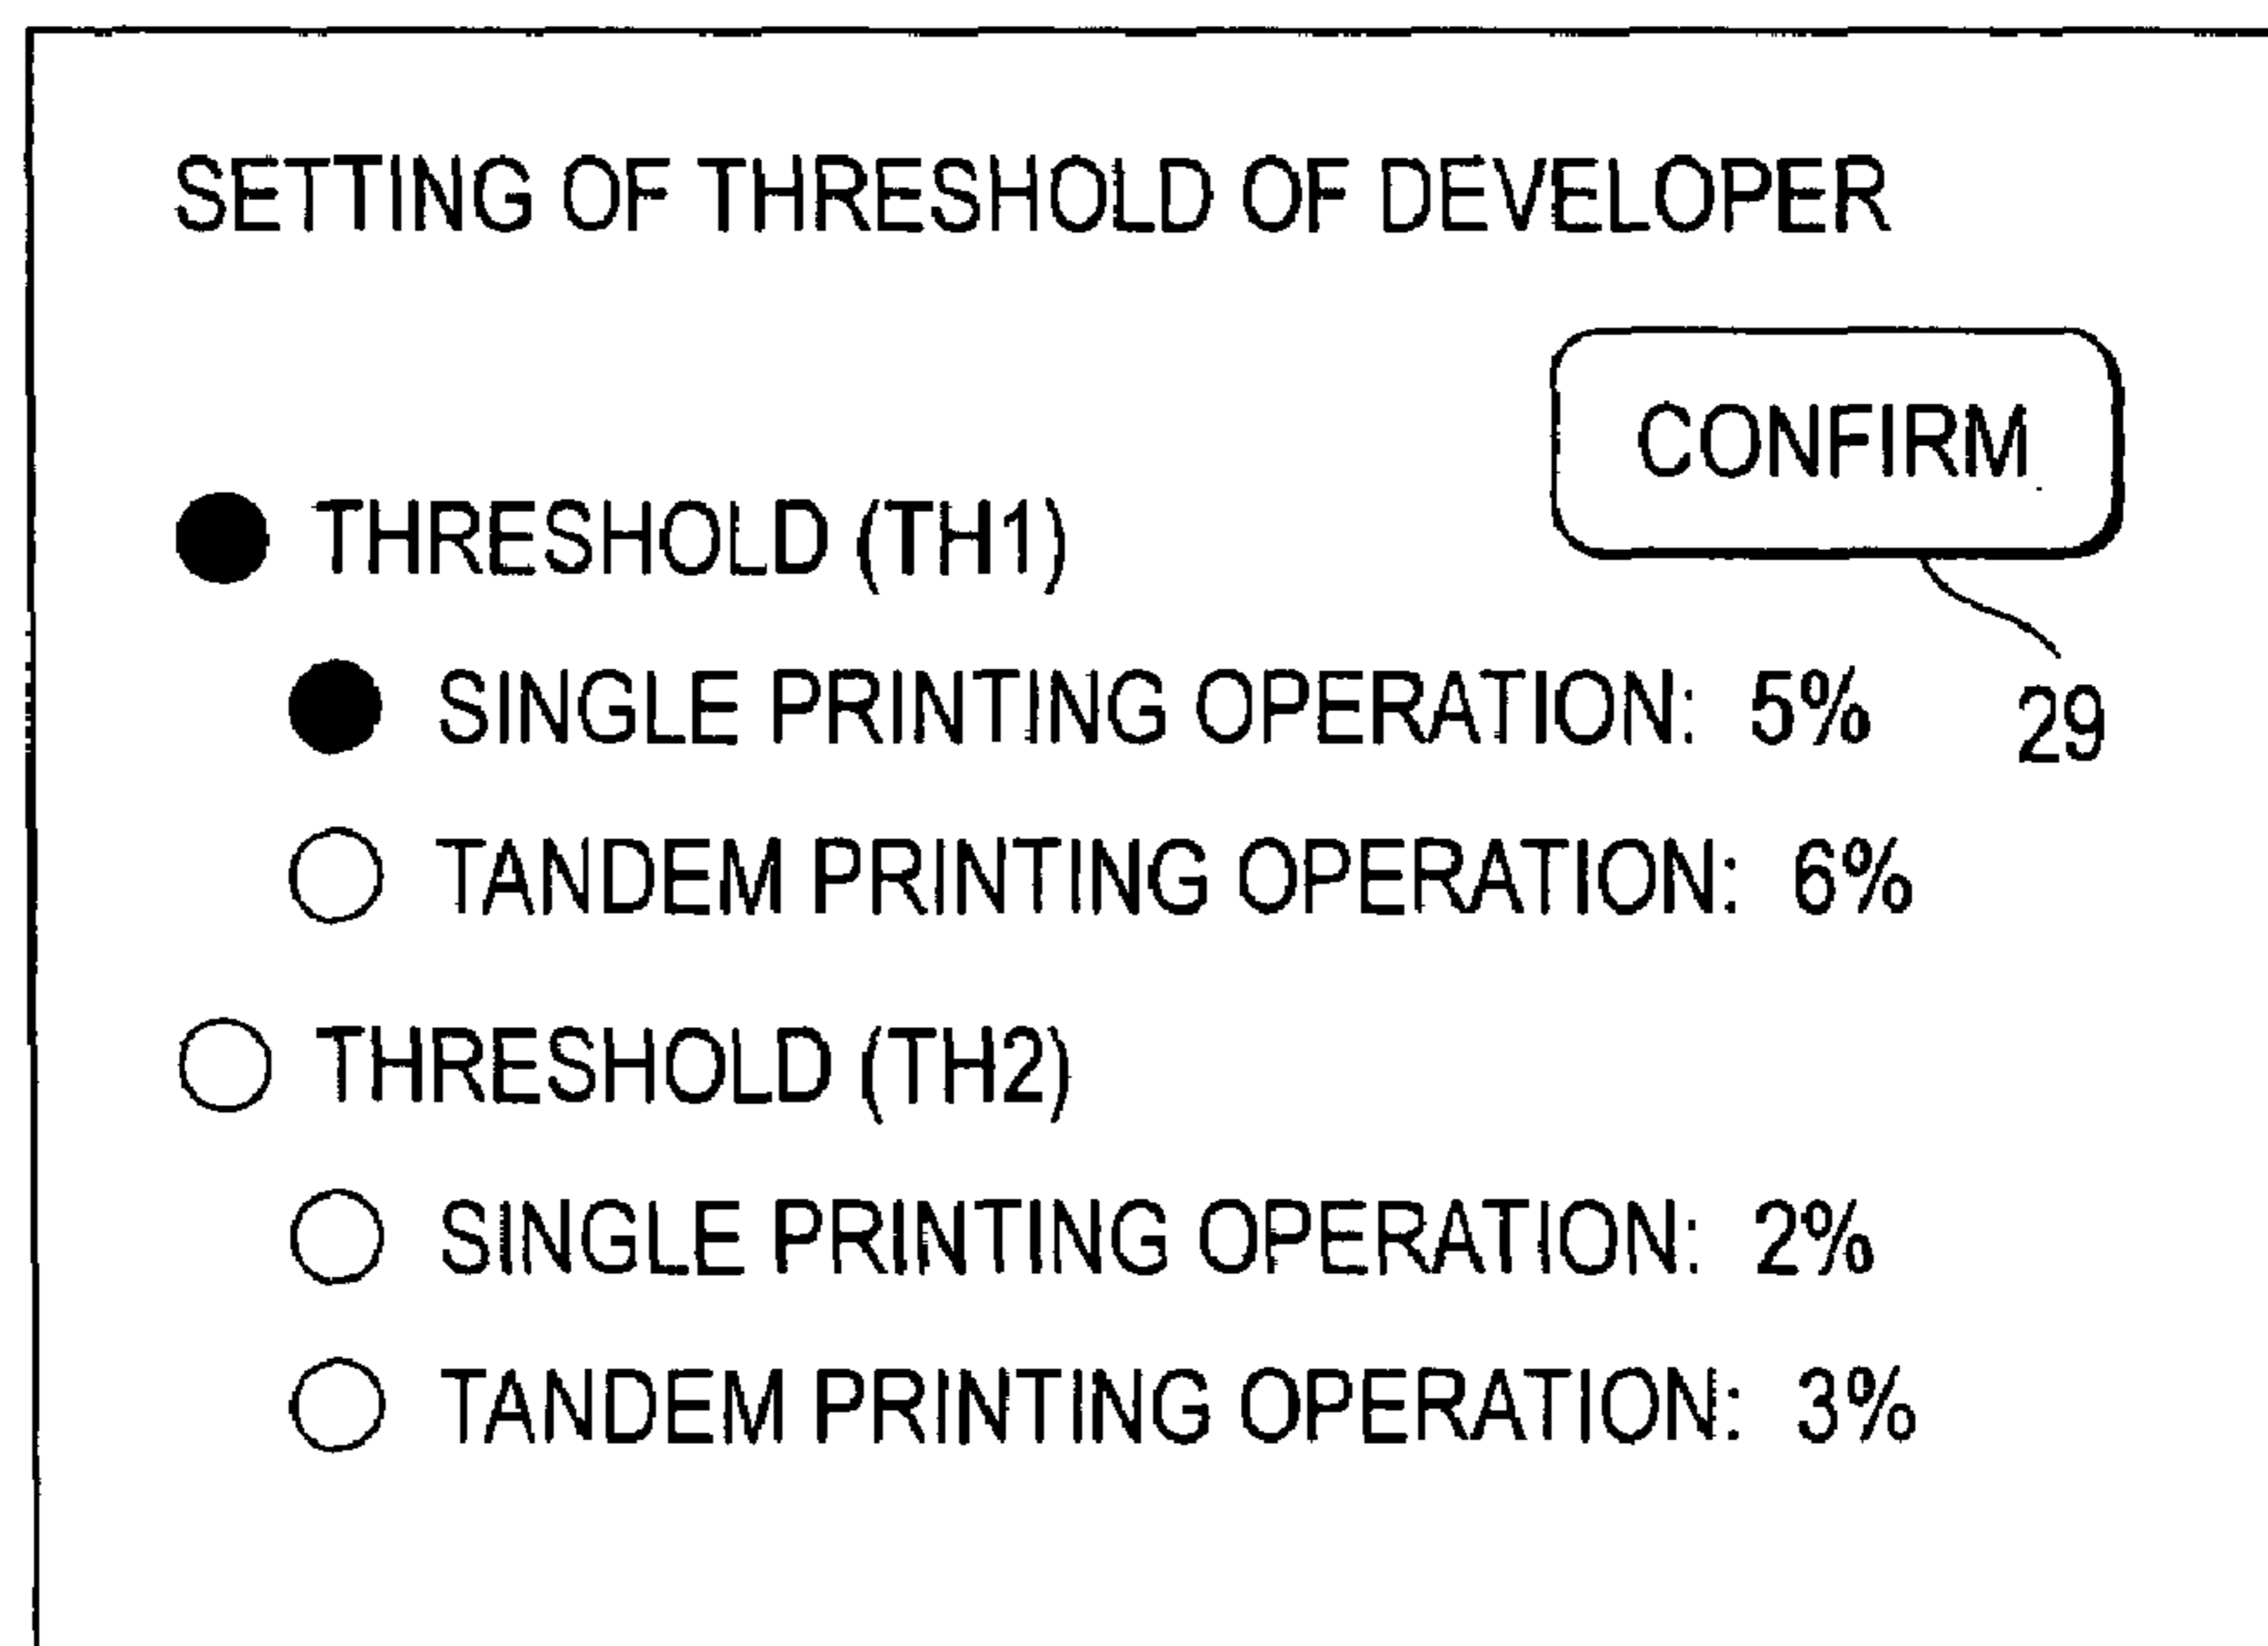 SETTING OF THRESHOLD OF DEVELOPER
CONFIRM
THRESHOLD (TH1)
SINGLE PRINTING OPERATION: 5%
29
TANDEM PRINTING OPERATION: 6%
THRESHOLD (TH2)
SINGLE PRINTING OPERATION: 2%
TANDEM PRINTING OPERATION: 3%